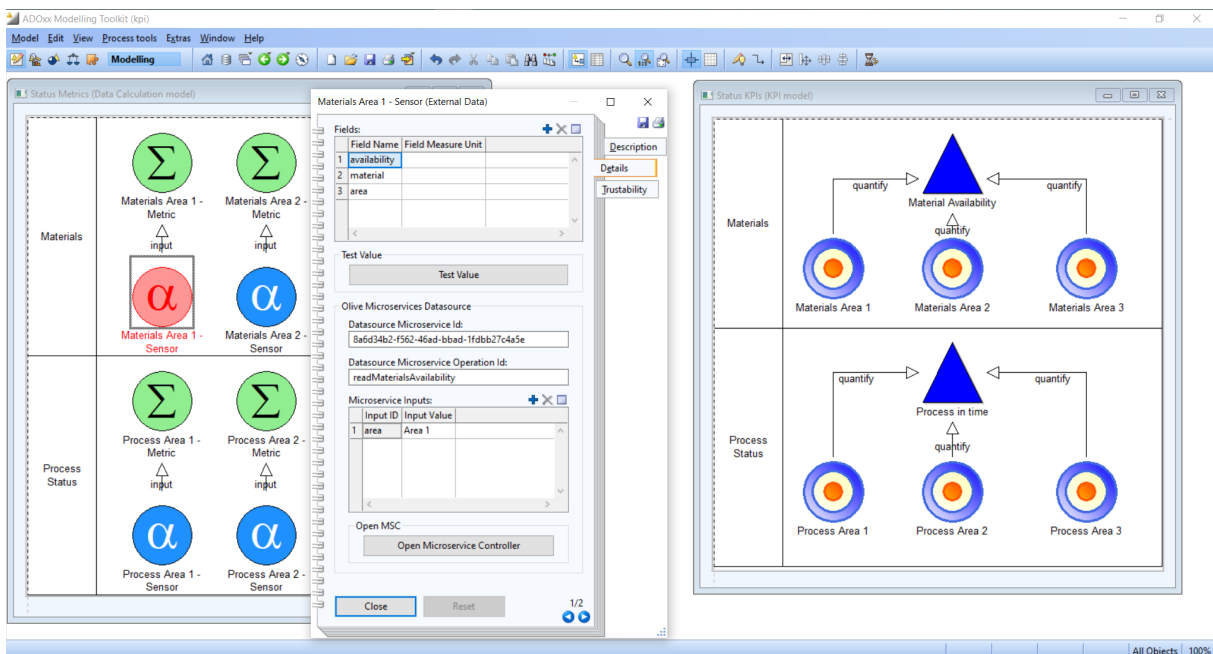 ADOxx Modelling Toolkit (kpi)
Model Edit View Process tools Extras Window Help
Modelling
Status Metrics (Data Calculation model)
Materials
Σ
Σ
Materials Area 1 -
Metric
Materials Area 2 -
Metric
input
input
α
α
Materials Area 1 -
Sensor
Materials Area 2 -
Sensor
Process
Status
Σ
Σ
Process Area 1 -
Metric
Process Area 2 -
Metric
input
input
α
α
Process Area 1 -
Sensor
Process Area 2 -
Sensor
Materials Area 1 - Sensor (External Data)
Fields:
Field Name Field Measure Unit
1 availability
2 material
3 area
Description
Details
Trustability
Test Value
Test Value
Olive Microservices Datasource
Datasource Microservice Id:
8a6d34b2-f562-46ad-bbad-1fdbb27c4a5e
Datasource Microservice Operation Id:
readMaterialsAvailability
Microservice Inputs:
Input ID Input Value
1 area Area 1
Open MSC
Open Microservice Controller
Close Reset 1/2
Status KPIs (KPI model)
Materials
quantify
quantify
Material Availability
quantify
Materials Area 1
Materials Area 2
Materials Area 3
Process
Status
quantify
quantify
Process in time
quantify
Process Area 1
Process Area 2
Process Area 3
All Objects 100%